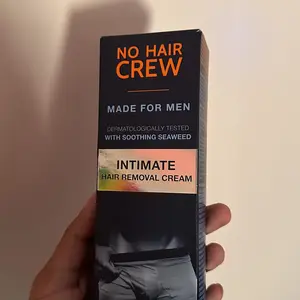 NO HAIR
CREW
MADE FOR MEN
DERMATOLOGICALLY TESTED
WITH SOOTHING SEAWEED
INTIMATE
HAIR REMOVAL CREAM